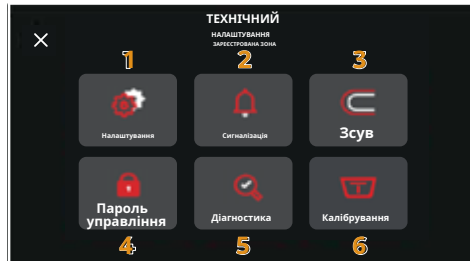 ТЕХНІЧНИЙ
НАЛАШТУВАННЯ
ЗАРЕЄСТРОВАНА ЗОНА
1 2 3
Налаштування Сигналізація Зсув
Пароль управління Діагностика Калібрування
4 5 6